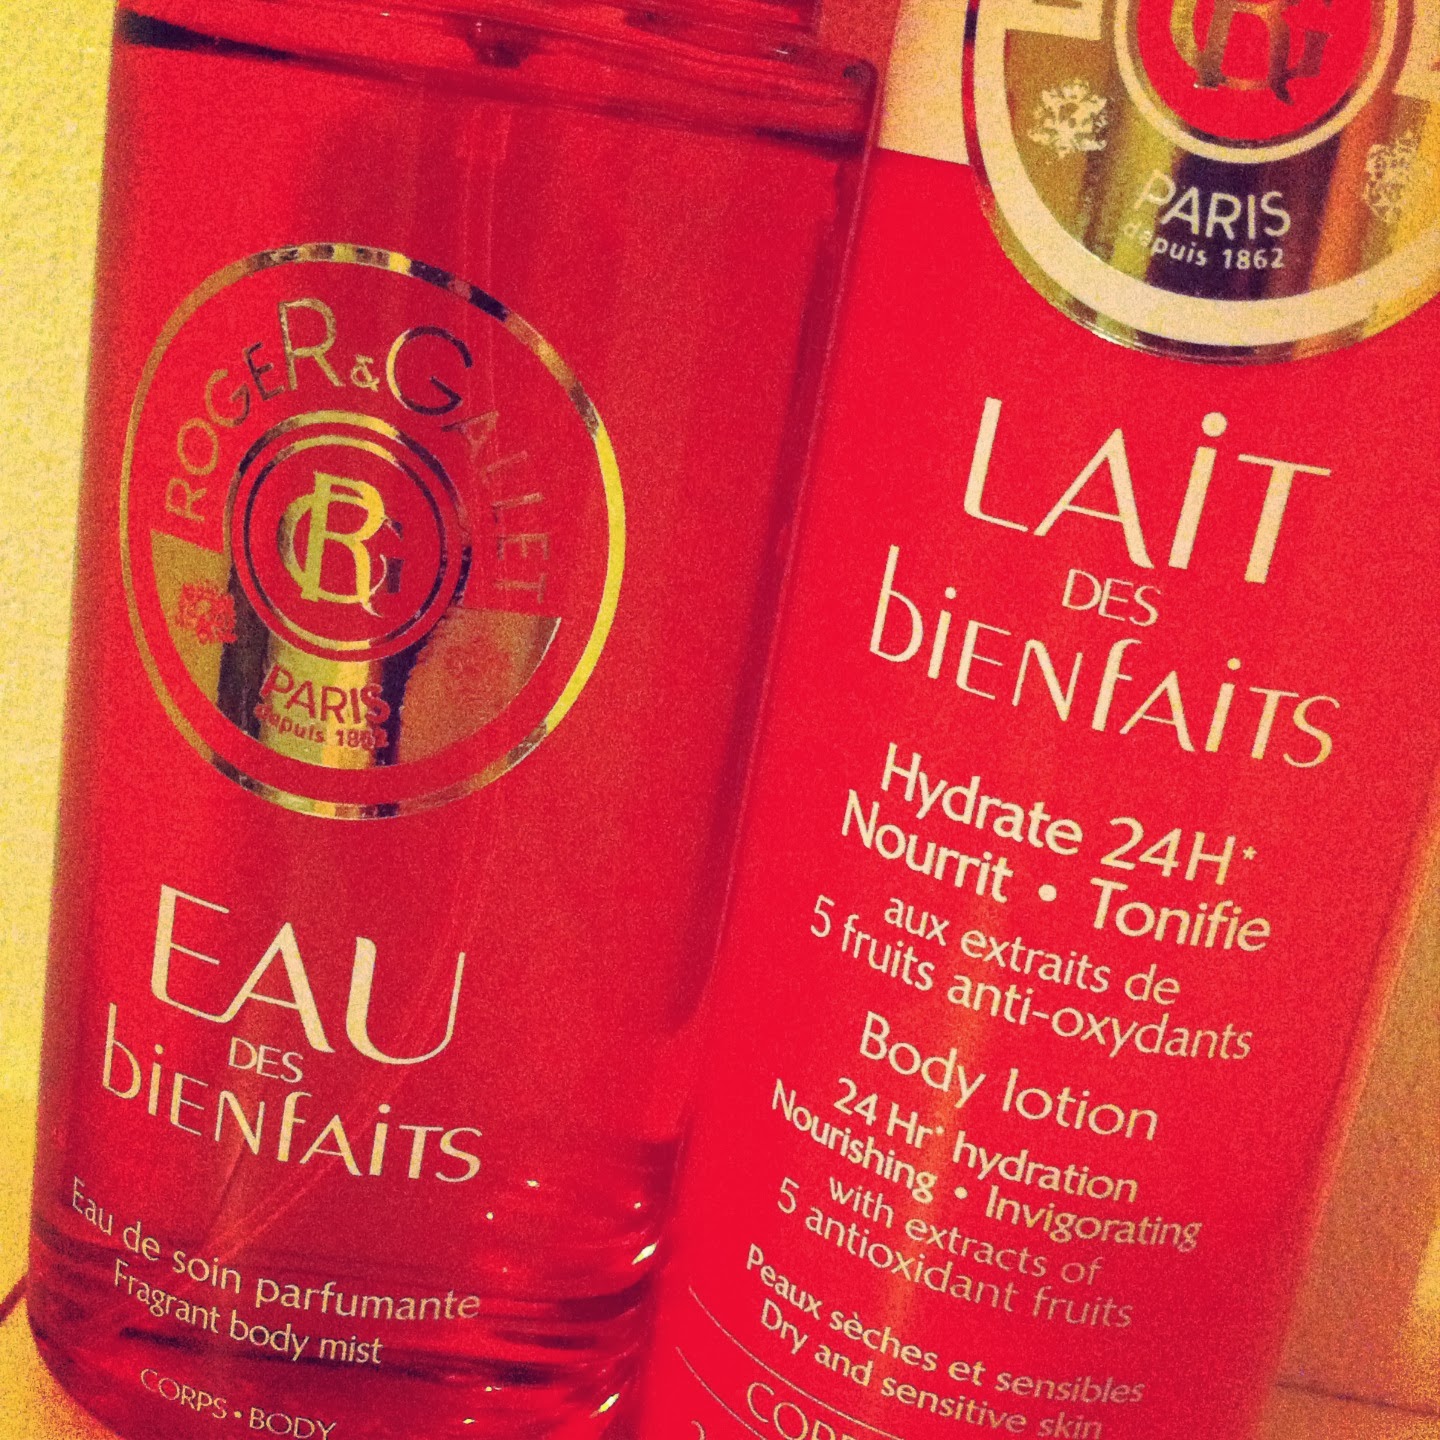 ROGER & GALLET
RG
PARIS
depuis 1862
EAU
DES
biENfAiTS
Eau de soin parfumante
Fragrant body mist
CORPS • BODY
RG
PARIS
depuis 1862
LAiT
DES
biENfAiTS
Hydrate 24H*
Nourrit • Tonifie
aux extraits de
5 fruits anti-oxydants
Body lotion
24 Hr* hydration
Nourishing • Invigorating
with extracts of
5 antioxidant fruits
Peaux sèches et sensibles
Dry and sensitive skin